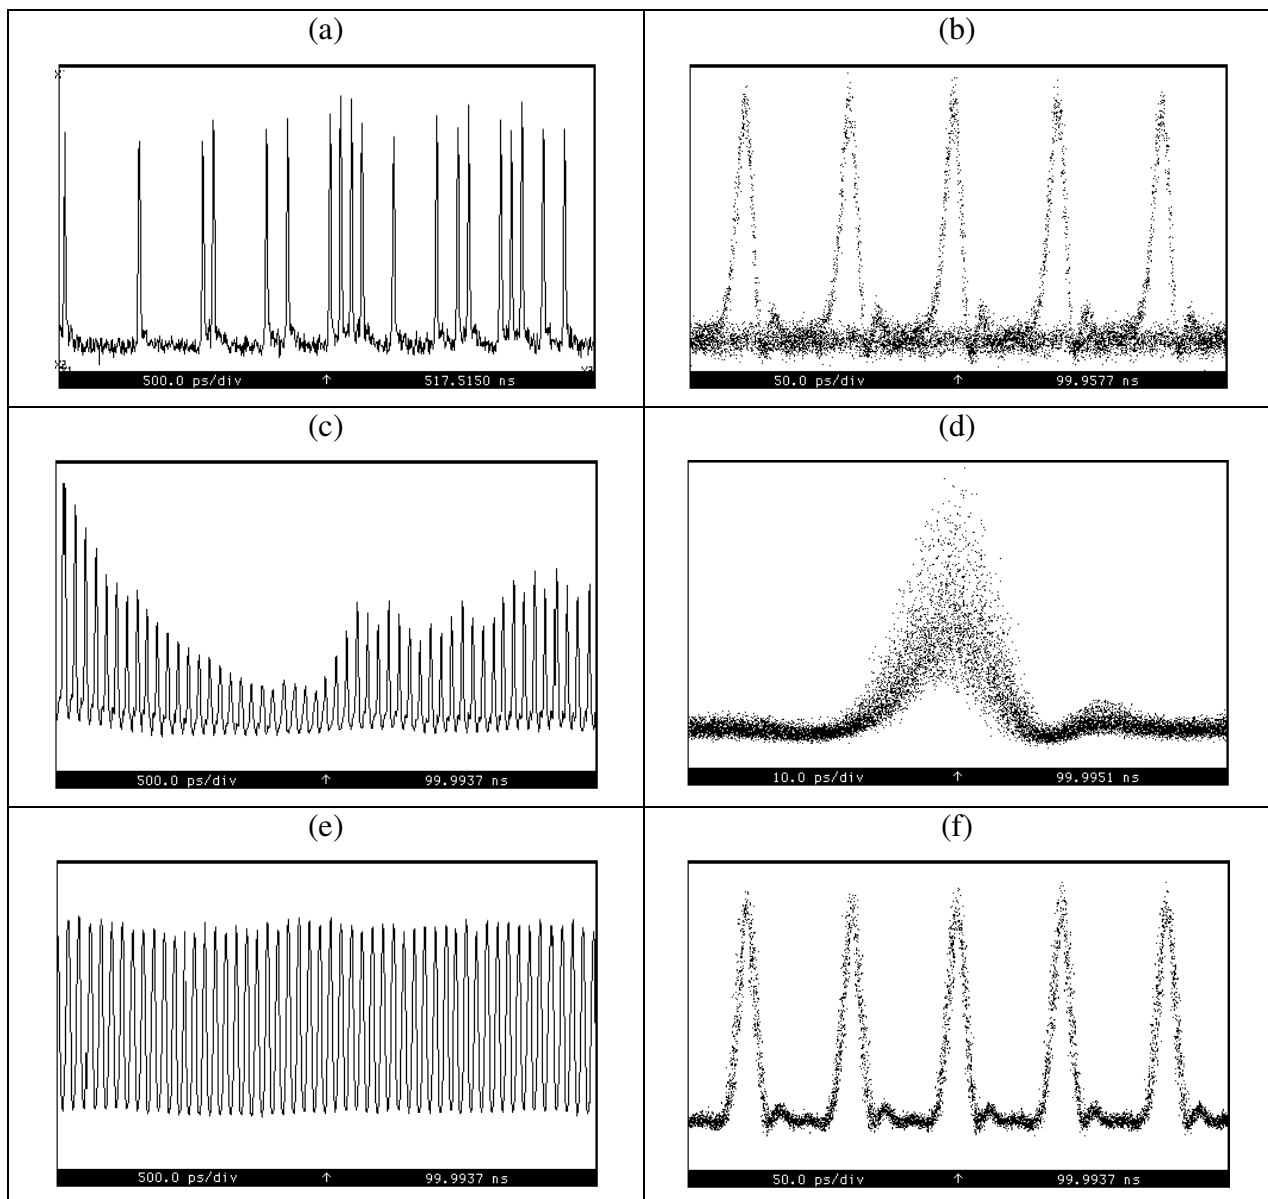 (a)
(b)
500.0 ps/div ↑ 517.5150 ns
50.0 ps/div ↑ 99.9577 ns
(c)
(d)
500.0 ps/div ↑ 99.9937 ns
10.0 ps/div ↑ 99.9951 ns
(e)
(f)
500.0 ps/div ↑ 99.9937 ns
50.0 ps/div ↑ 99.9937 ns